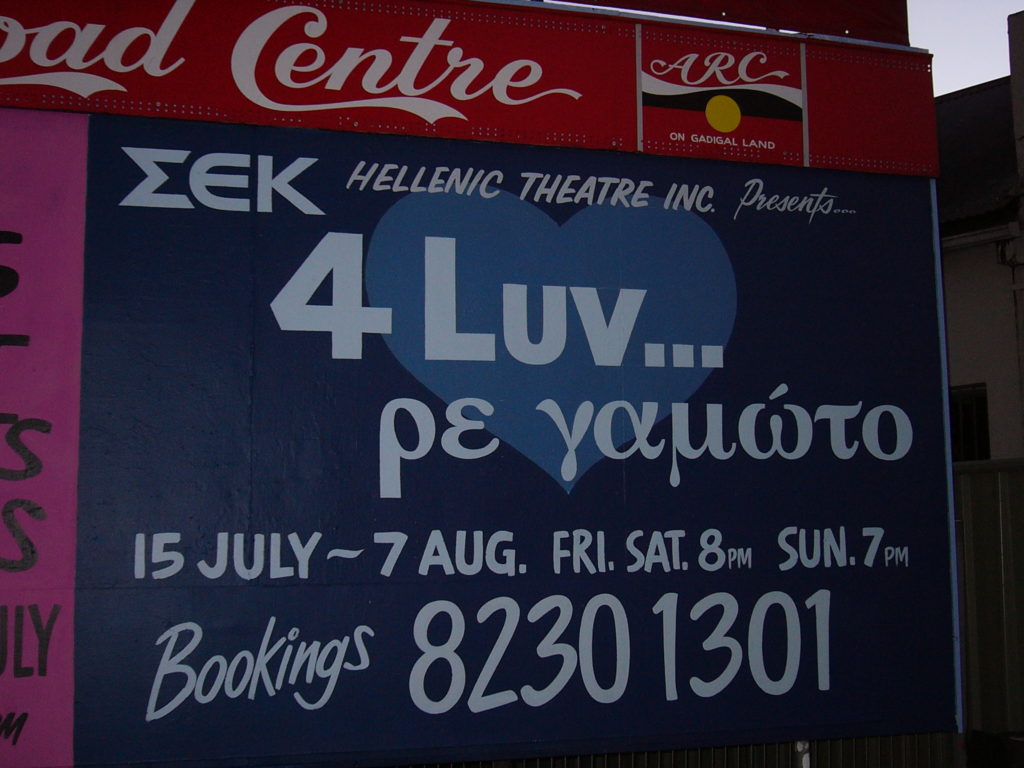 Centre
ARC
ON GADIGAL LAND
ΣΕΚ HELLENIC THEATRE INC. Presents...
4 LUV...
ρε γαμώτο
15 JULY ~ 7 AUG. FRI. SAT. 8PM SUN. 7PM
Bookings 8230 1301